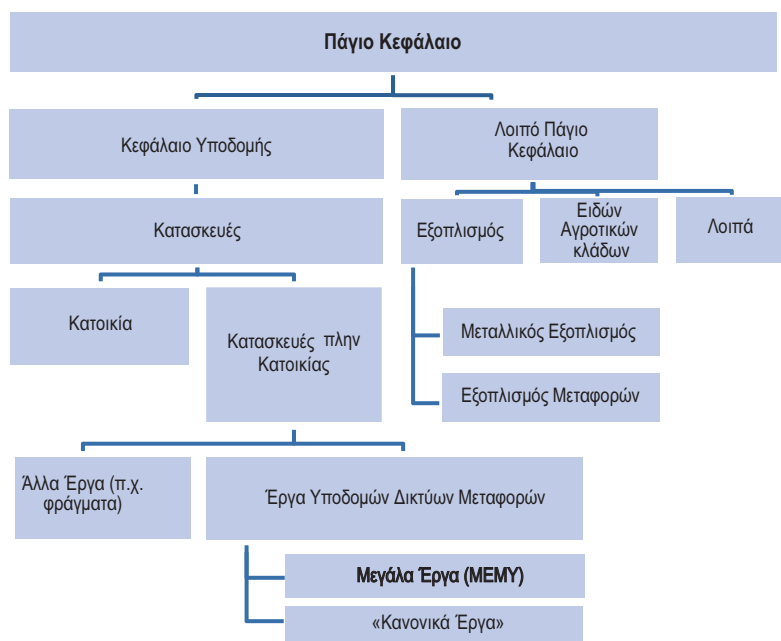 Πάγιο Κεφάλαιο
Κεφάλαιο Υποδομής
Λοιπό Πάγιο
Κεφάλαιο
Κατασκευές
Εξοπλισμός
Ειδών
Αγροτικών
κλάδων
Λοιπά
Κατοικία
Κατασκευές πλην
Κατοικίας
Μεταλλικός Εξοπλισμός
Εξοπλισμός Μεταφορών
Άλλα Έργα (π.χ.
φράγματα)
Έργα Υποδομών Δικτύων Μεταφορών
Μεγάλα Έργα (ΜΕΜΥ)
«Κανονικά Έργα»